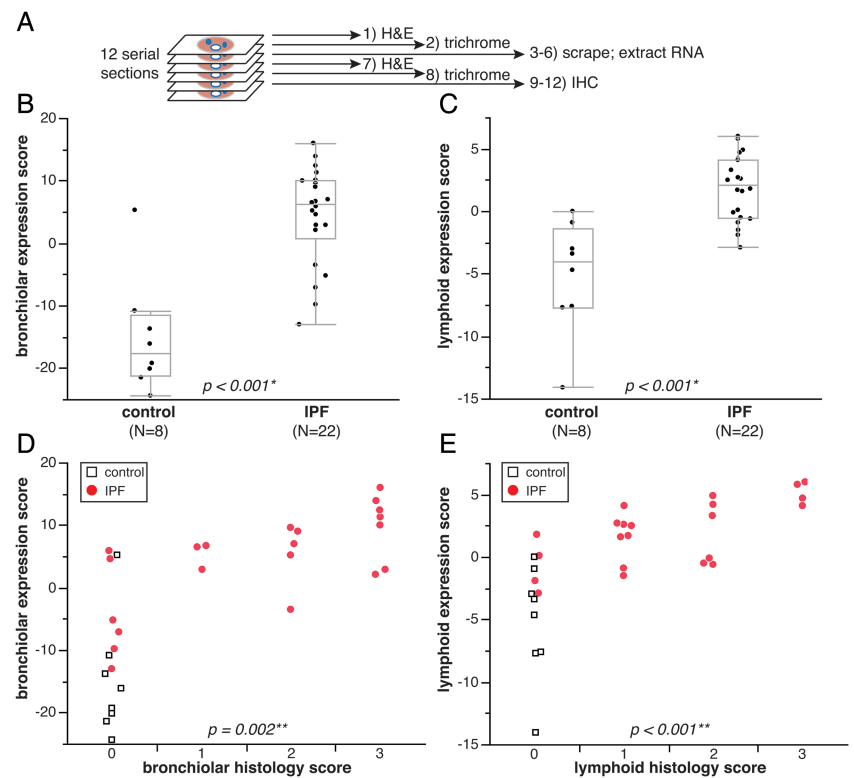 A
12 serial
sections
1) H&E
2) trichrome
3-6) scrape; extract RNA
7) H&E
8) trichrome
9-12) IHC
B
bronchiolar expression score
20
10
0
-10
-20
p < 0.001*
control
(N=8)
IPF
(N=22)
C
lymphoid expression score
5
0
-5
-10
-15
p < 0.001*
control
(N=8)
IPF
(N=22)
D
bronchiolar expression score
20
10
0
-10
-20
control
IPF
p = 0.002**
0 1 2 3
bronchiolar histology score
E
lymphoid expression score
5
0
-5
-10
-15
control
IPF
p < 0.001**
0 1 2 3
lymphoid histology score